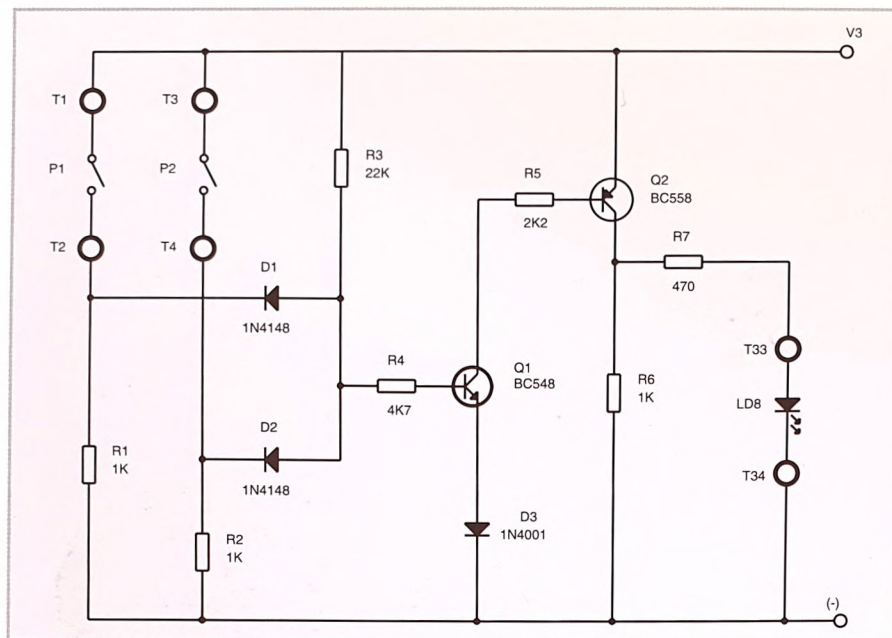 V3
T1
T3
P1
P2
R3
22K
R5
2K2
Q2
BC558
T2
T4
R7
470
D1
1N4148
T33
R4
4K7
Q1
BC548
R6
1K
LD8
D2
1N4148
R1
1K
T34
D3
1N4001
R2
1K
(-)